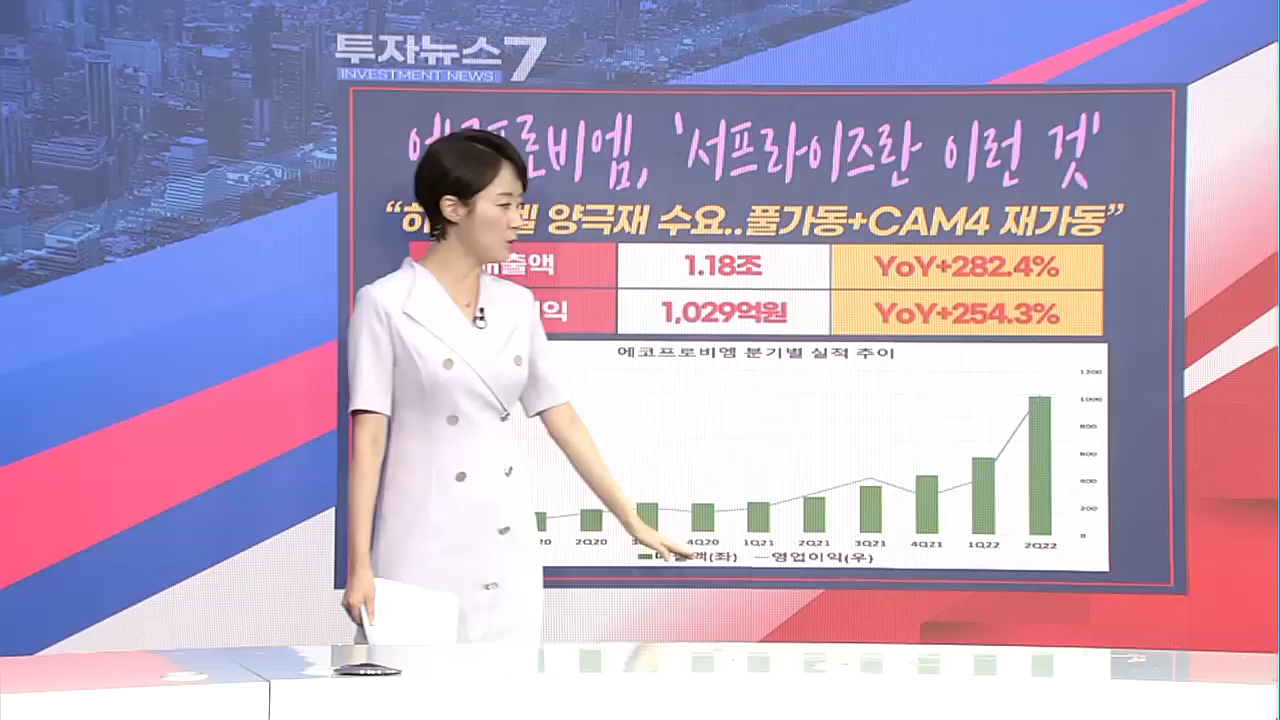 투자뉴스7
INVESTMENT NEWS
프로비엠, '서프라이즈란 이런 것'
양극재 수요..풀가동+CAM4 재가동”
출액 1.18조 YoY+282.4%
익 1,029억원 YoY+254.3%
에코프로비엠 분기별 실적 추이
1200
1000
800
600
400
200
0
20 2Q20 4Q20 1Q21 2Q21 3Q21 4Q21 1Q22 2Q22
액(좌) 영업이익(우)